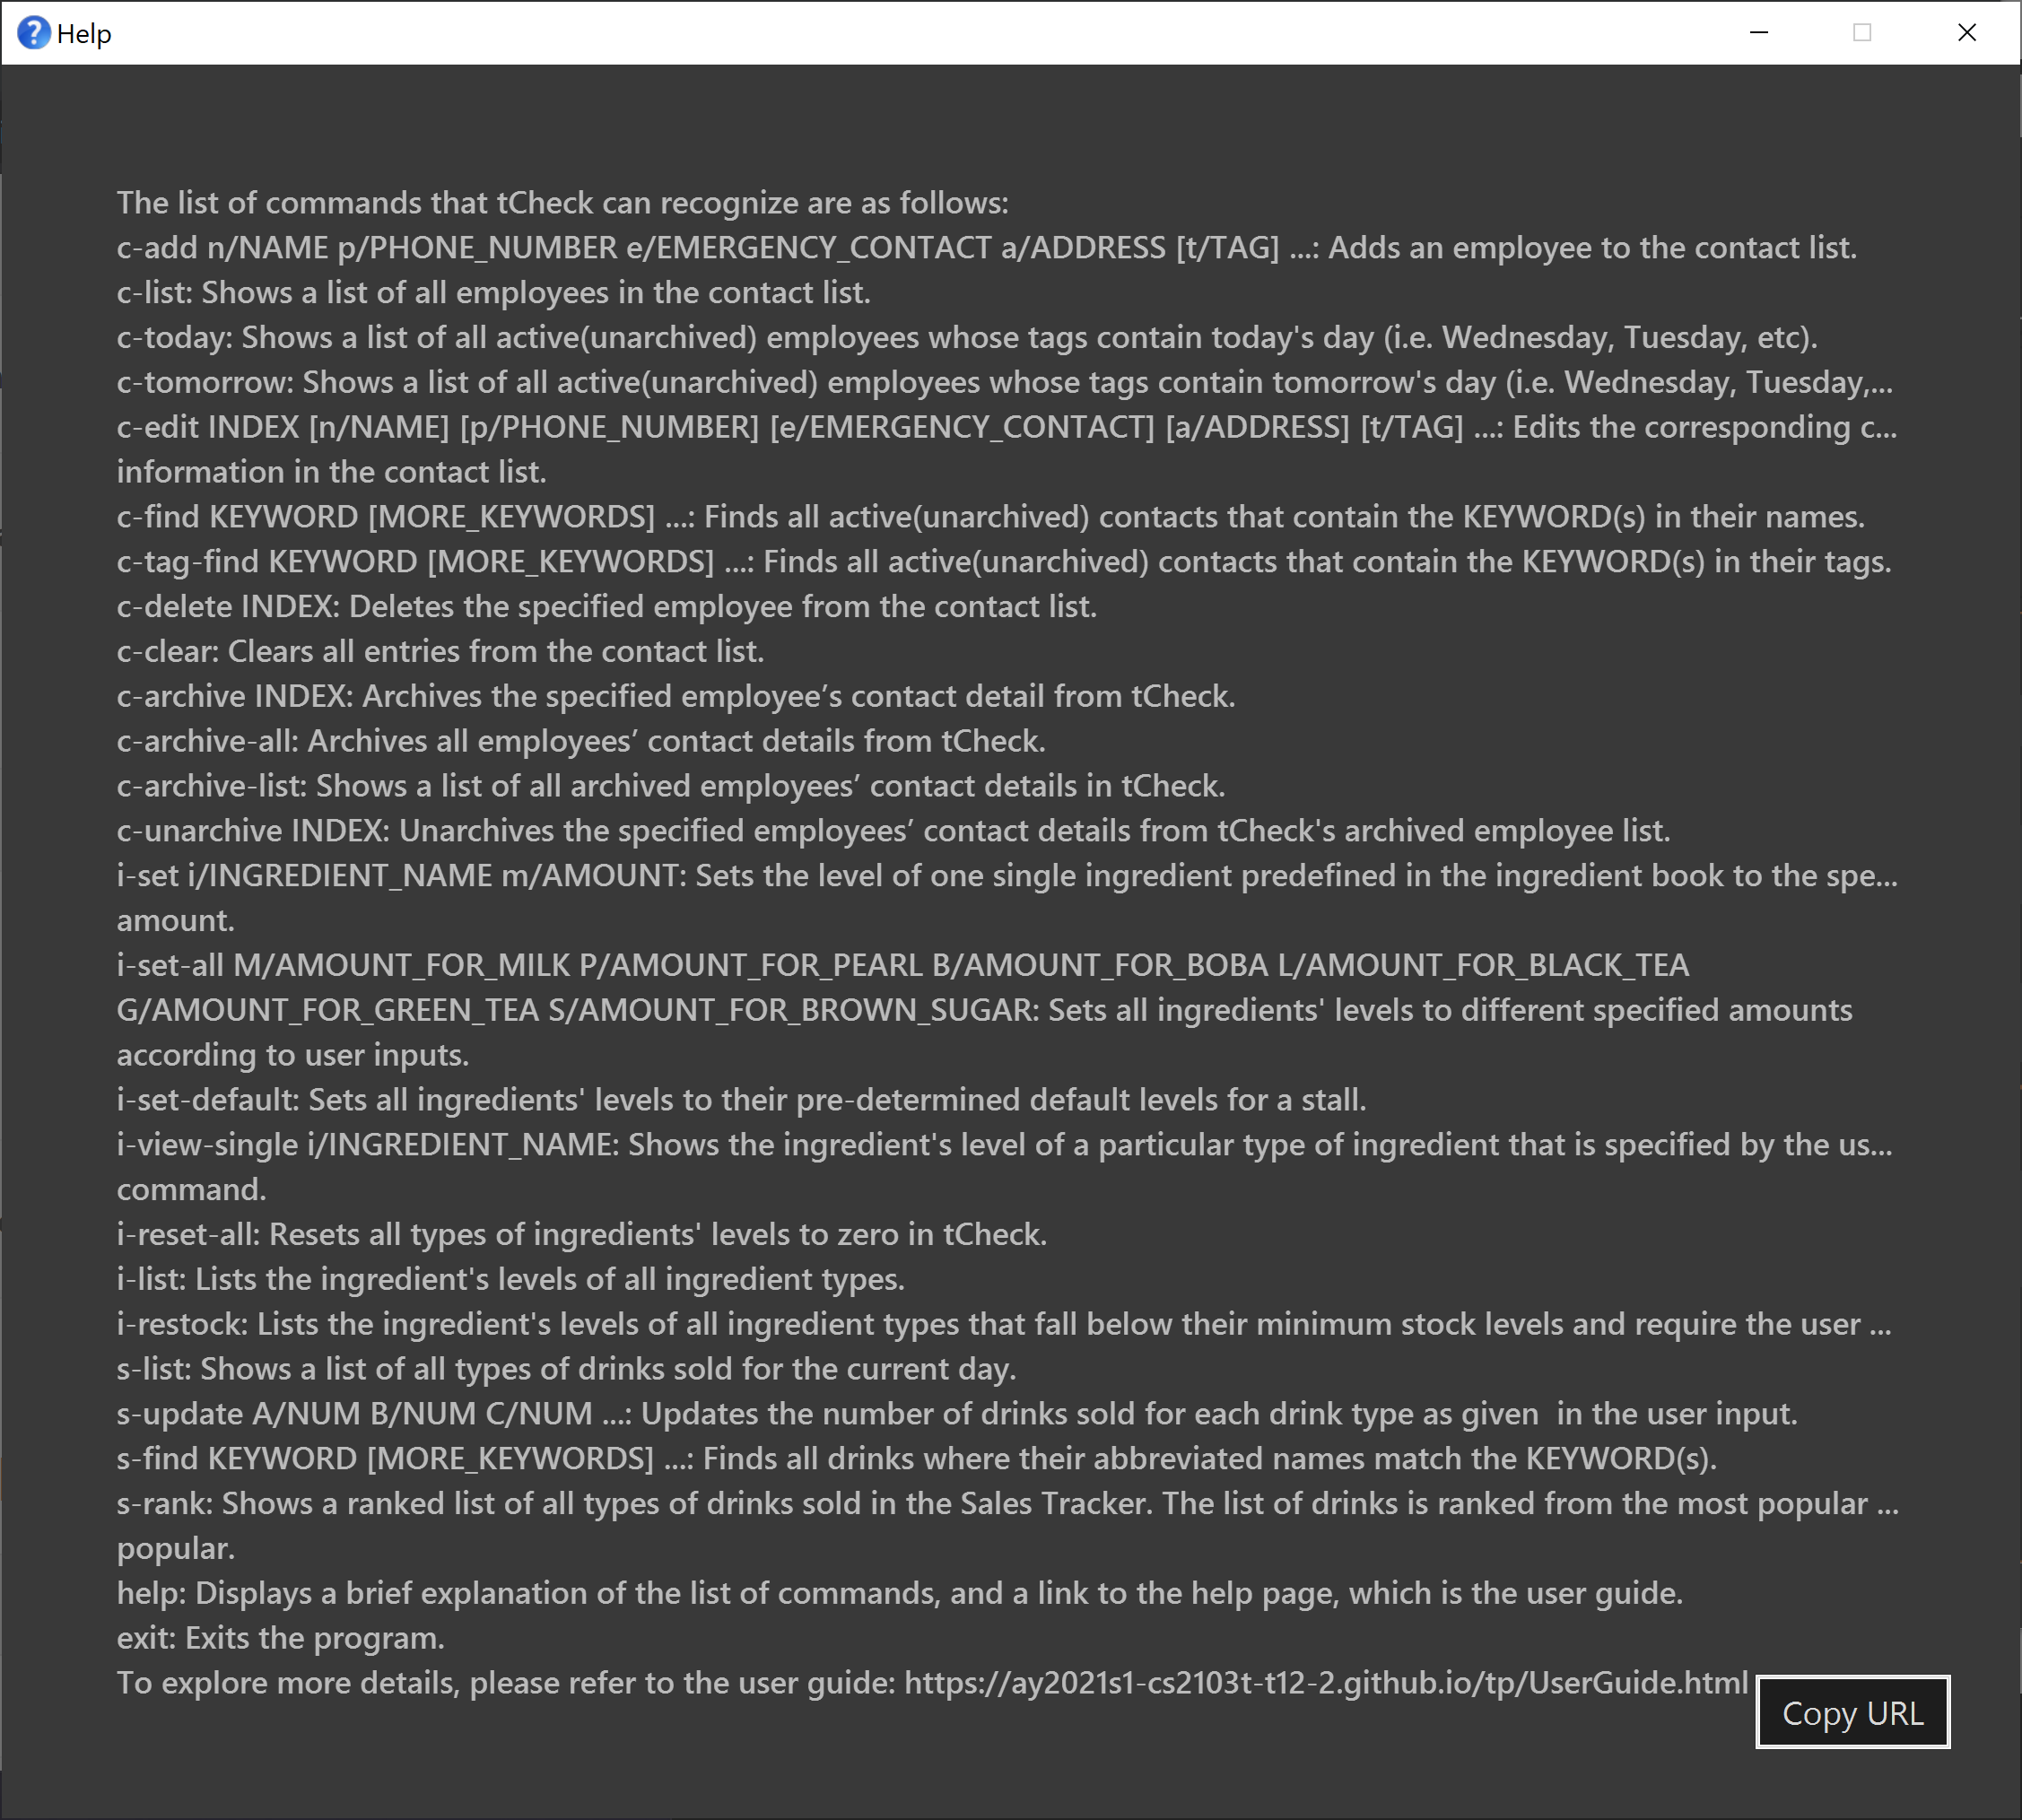 Help
The list of commands that tCheck can recognize are as follows:
c-add n/NAME p/PHONE_NUMBER e/EMERGENCY_CONTACT a/ADDRESS [t/TAG] ...: Adds an employee to the contact list.
c-list: Shows a list of all employees in the contact list.
c-today: Shows a list of all active(unarchived) employees whose tags contain today's day (i.e. Wednesday, Tuesday, etc).
c-tomorrow: Shows a list of all active(unarchived) employees whose tags contain tomorrow's day (i.e. Wednesday, Tuesday,...
c-edit INDEX [n/NAME] [p/PHONE_NUMBER] [e/EMERGENCY_CONTACT] [a/ADDRESS] [t/TAG] ...: Edits the corresponding c...
information in the contact list.
c-find KEYWORD [MORE_KEYWORDS] ...: Finds all active(unarchived) contacts that contain the KEYWORD(s) in their names.
c-tag-find KEYWORD [MORE_KEYWORDS] ...: Finds all active(unarchived) contacts that contain the KEYWORD(s) in their tags.
c-delete INDEX: Deletes the specified employee from the contact list.
c-clear: Clears all entries from the contact list.
c-archive INDEX: Archives the specified employee’s contact detail from tCheck.
c-archive-all: Archives all employees’ contact details from tCheck.
c-archive-list: Shows a list of all archived employees’ contact details in tCheck.
c-unarchive INDEX: Unarchives the specified employees’ contact details from tCheck's archived employee list.
i-set i/INGREDIENT_NAME m/AMOUNT: Sets the level of one single ingredient predefined in the ingredient book to the spe...
amount.
i-set-all M/AMOUNT_FOR_MILK P/AMOUNT_FOR_PEARL B/AMOUNT_FOR_BOBA L/AMOUNT_FOR_BLACK_TEA
G/AMOUNT_FOR_GREEN_TEA S/AMOUNT_FOR_BROWN_SUGAR: Sets all ingredients' levels to different specified amounts
according to user inputs.
i-set-default: Sets all ingredients' levels to their pre-determined default levels for a stall.
i-view-single i/INGREDIENT_NAME: Shows the ingredient's level of a particular type of ingredient that is specified by the us...
command.
i-reset-all: Resets all types of ingredients' levels to zero in tCheck.
i-list: Lists the ingredient's levels of all ingredient types.
i-restock: Lists the ingredient's levels of all ingredient types that fall below their minimum stock levels and require the user ...
s-list: Shows a list of all types of drinks sold for the current day.
s-update A/NUM B/NUM C/NUM ...: Updates the number of drinks sold for each drink type as given  in the user input.
s-find KEYWORD [MORE_KEYWORDS] ...: Finds all drinks where their abbreviated names match the KEYWORD(s).
s-rank: Shows a ranked list of all types of drinks sold in the Sales Tracker. The list of drinks is ranked from the most popular ...
popular.
help: Displays a brief explanation of the list of commands, and a link to the help page, which is the user guide.
exit: Exits the program.
To explore more details, please refer to the user guide: https://ay2021s1-cs2103t-t12-2.github.io/tp/UserGuide.html
Copy URL